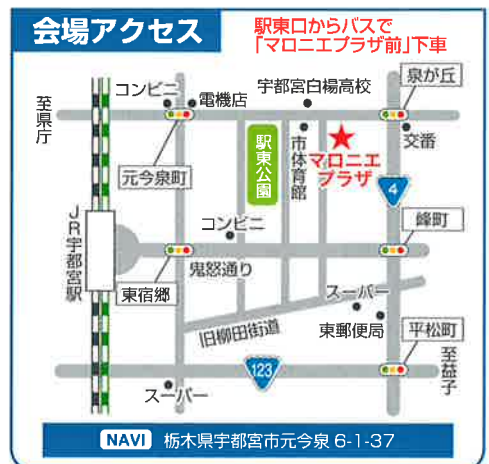 会場アクセス
駅東口からバスで
「マロニエプラザ前」下車
コンビニ
電機店
宇都宮白楊高校
泉が丘
至県庁
元今泉町
駅東公園
市体育館
マロニエ
プラザ
交番
4
JR宇都宮駅
コンビニ
峰町
東宿郷
鬼怒通り
スーパー
旧柳田街道
東郵便局
平松町
123
至益子
スーパー
NAVI 栃木県宇都宮市元今泉 6-1-37